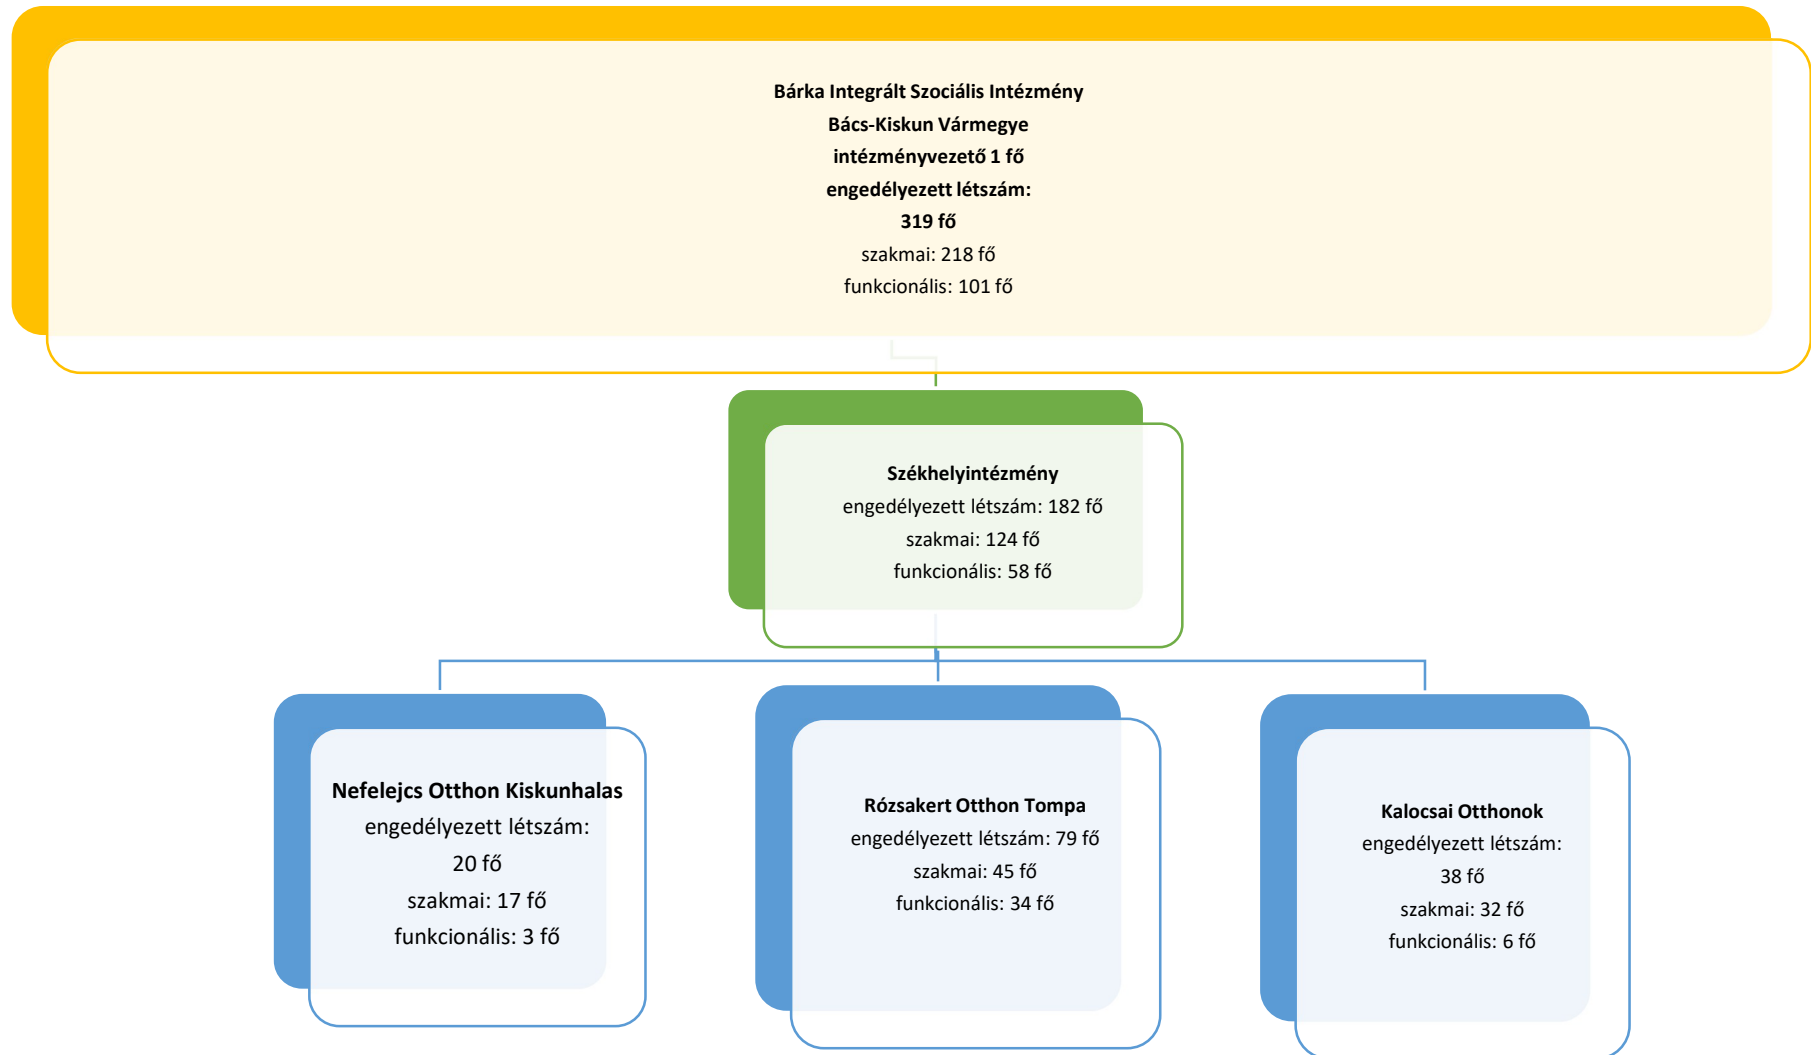 Bárka Integrált Szociális Intézmény
Bács-Kiskun Vármegye
intézményvezető 1 fő
engedélyezett létszám:
319 fő
szakmai: 218 fő
funkcionális: 101 fő
Székhelyintézmény
engedélyezett létszám: 182 fő
szakmai: 124 fő
funkcionális: 58 fő
Nefelejcs Otthon Kiskunhalas
engedélyezett létszám:
20 fő
szakmai: 17 fő
funkcionális: 3 fő
Rózsakert Otthon Tompa
engedélyezett létszám: 79 fő
szakmai: 45 fő
funkcionális: 34 fő
Kalocsai Otthonok
engedélyezett létszám:
38 fő
szakmai: 32 fő
funkcionális: 6 fő